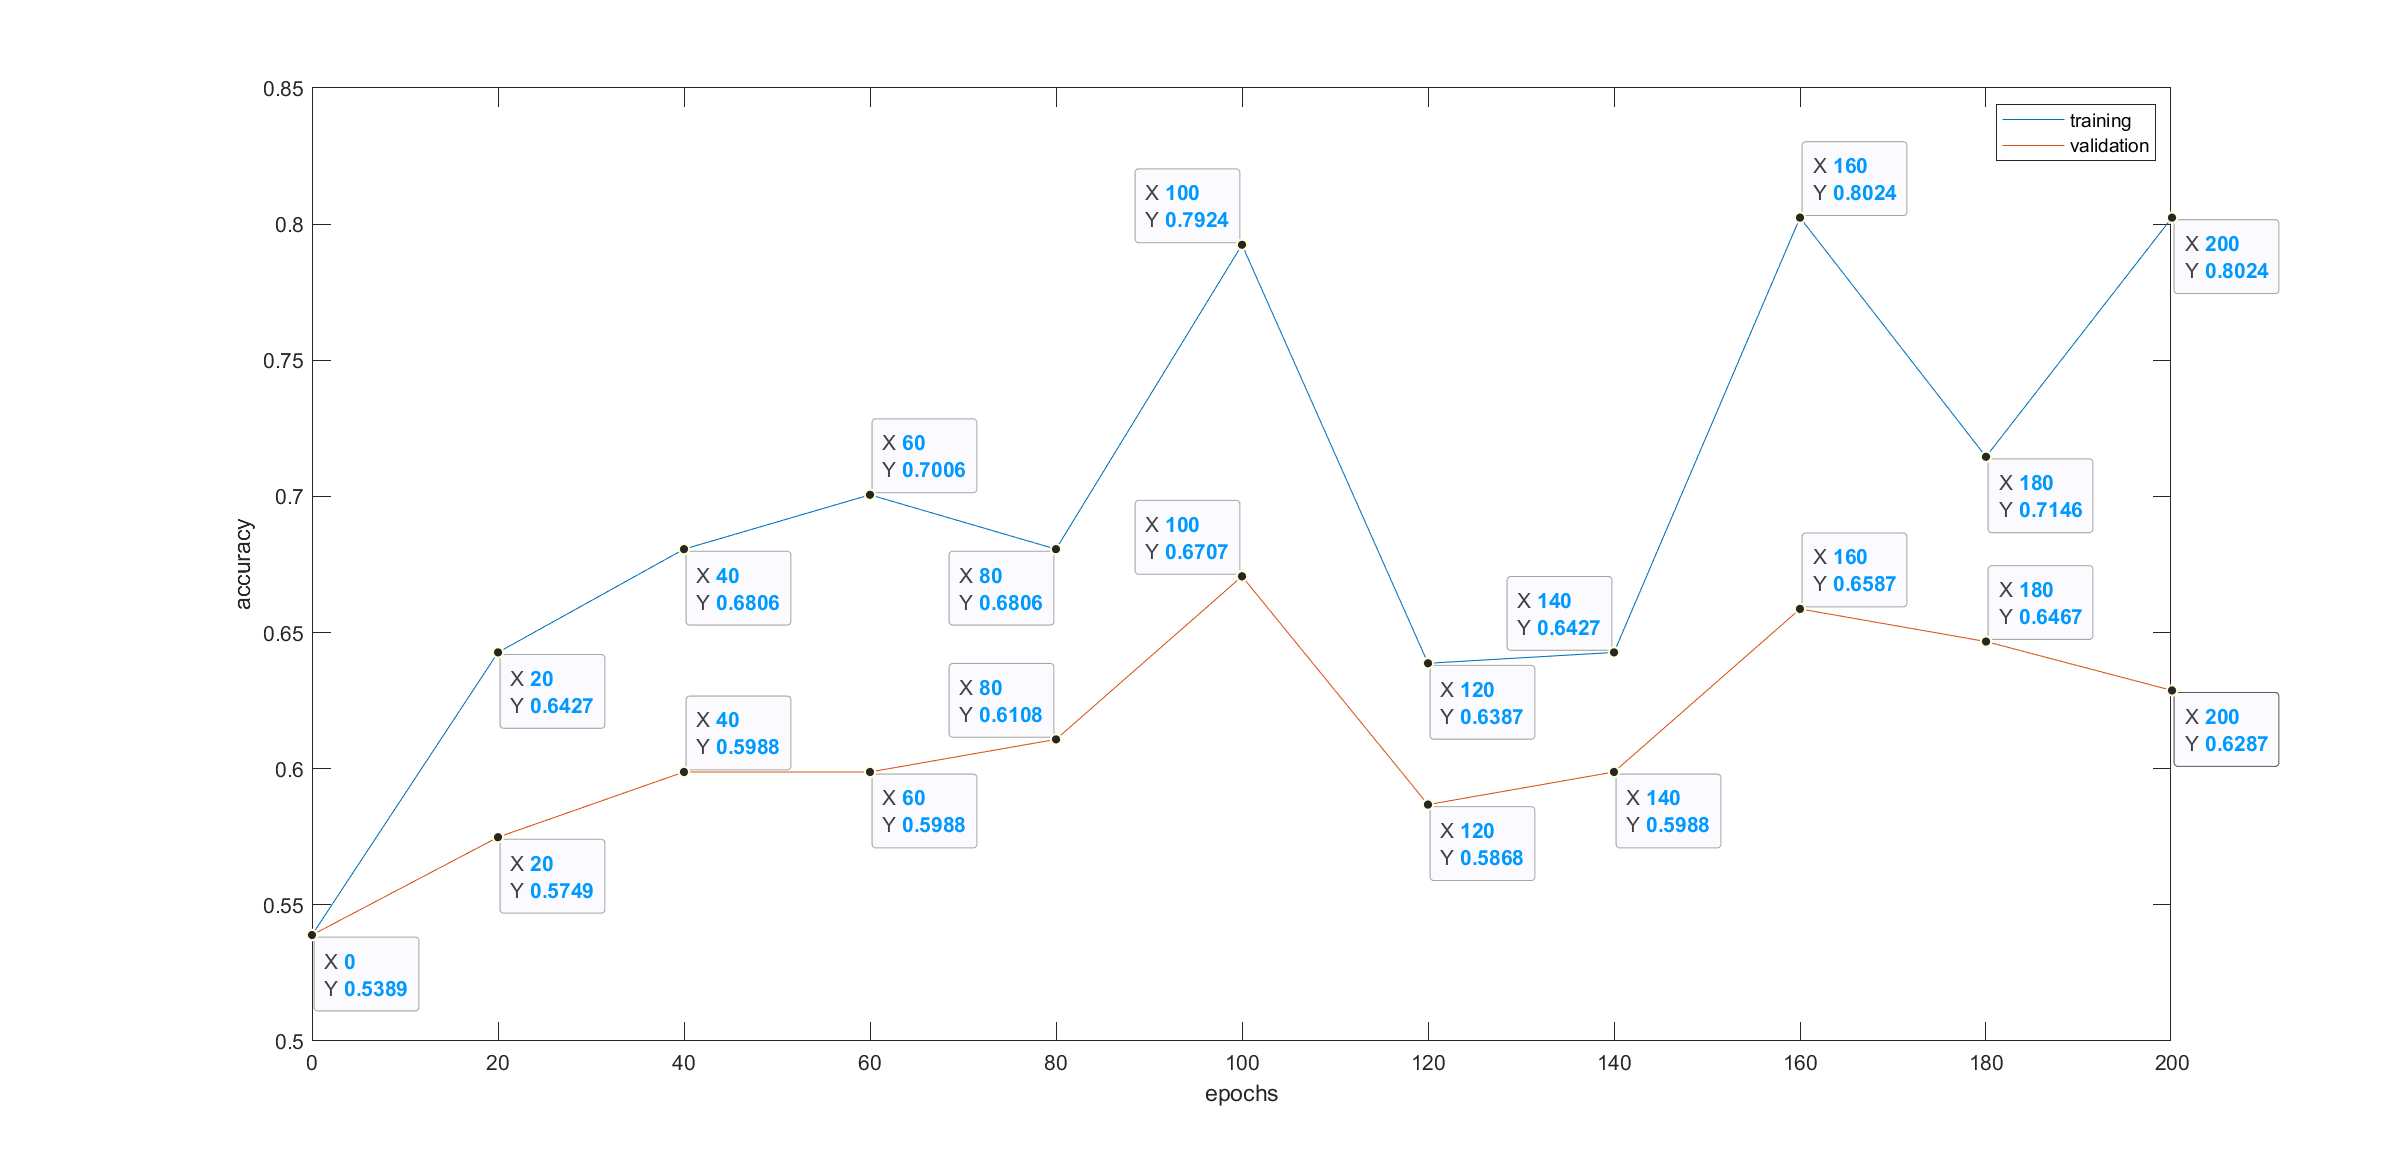 0.85
0.8
0.75
0.7
0.65
0.6
0.55
0.5
accuracy
0
20
40
60
80
100
120
140
160
180
200
epochs
training
validation
X 0
Y 0.5389
X 20
Y 0.6427
X 40
Y 0.6806
X 60
Y 0.7006
X 80
Y 0.6806
X 100
Y 0.7924
X 120
Y 0.6387
X 140
Y 0.6427
X 160
Y 0.8024
X 180
Y 0.7146
X 200
Y 0.8024
X 20
Y 0.5749
X 40
Y 0.5988
X 60
Y 0.5988
X 80
Y 0.6108
X 100
Y 0.6707
X 120
Y 0.5868
X 140
Y 0.5988
X 160
Y 0.6587
X 180
Y 0.6467
X 200
Y 0.6287